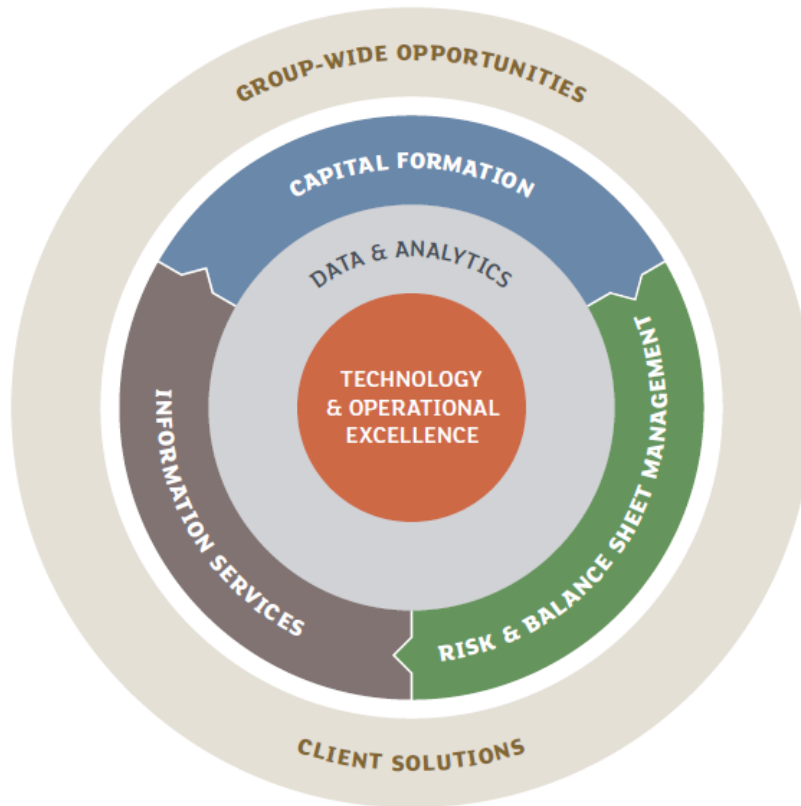 GROUP-WIDE OPPORTUNITIES
CAPITAL FORMATION
DATA & ANALYTICS
TECHNOLOGY
& OPERATIONAL
EXCELLENCE
INFORMATION SERVICES
RISK & BALANCE SHEET MANAGEMENT
CLIENT SOLUTIONS